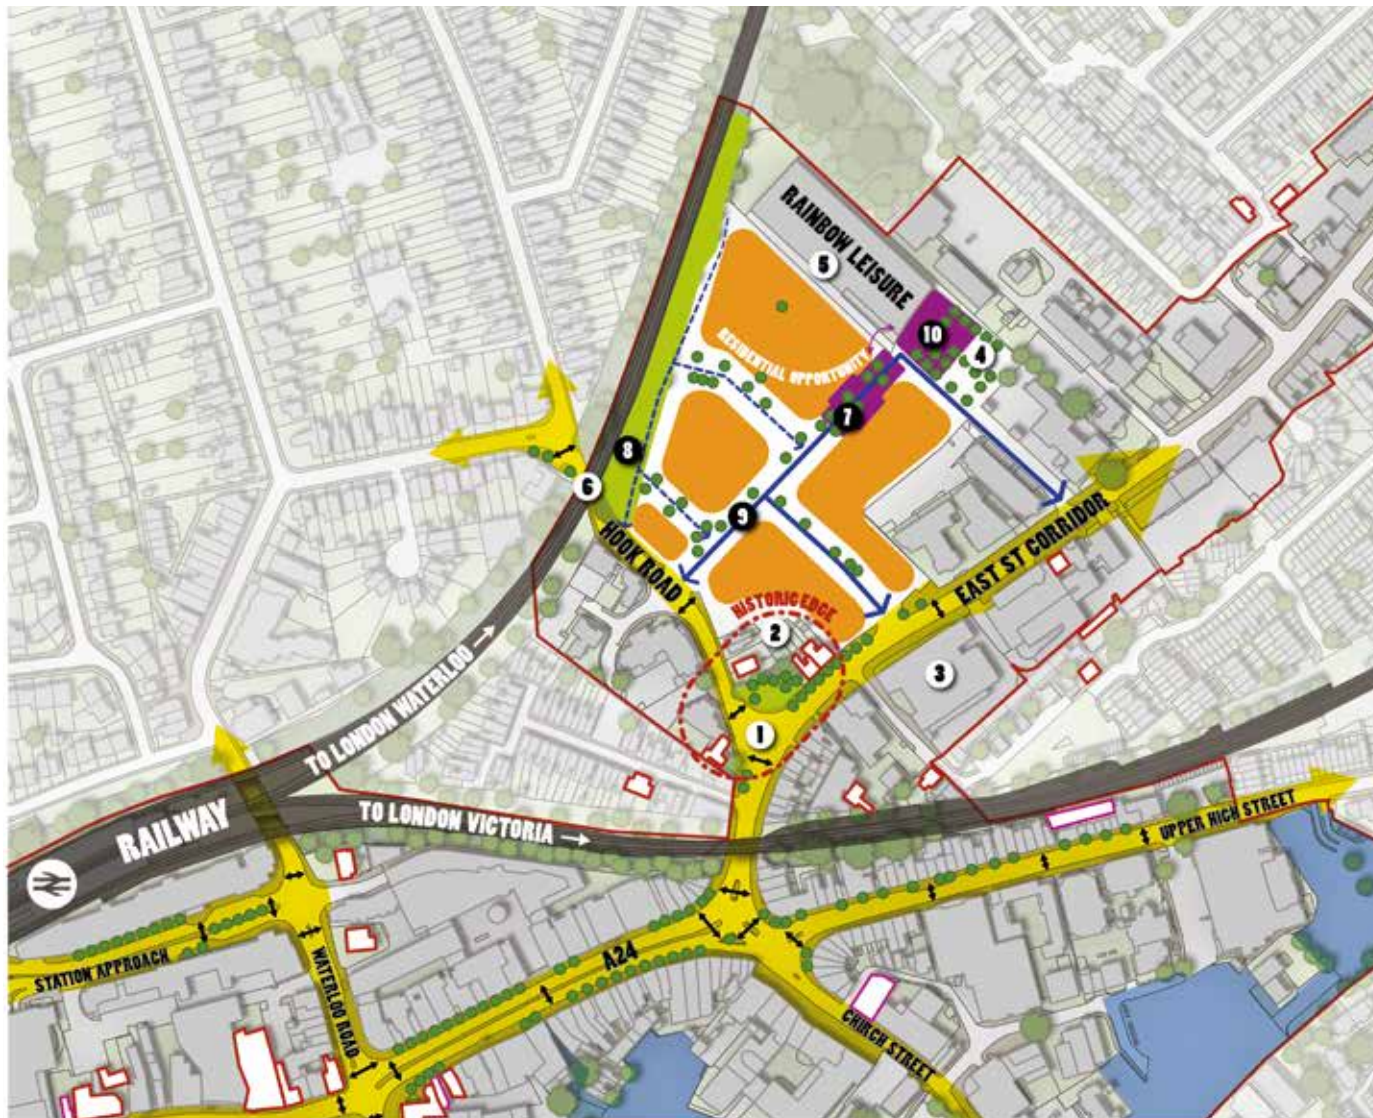 RAINBOW LEISURE
5
10
4
RESIDENTIAL OPPORTUNITY
7
8
6
9
HOOK ROAD
EAST ST CORRIDOR
HISTORIC EDGE
2
3
1
TO LONDON WATERLOO →
RAILWAY
TO LONDON VICTORIA →
UPPER HIGH STREET
STATION APPROACH
WATERLOO ROAD
A24
CHURCH STREET